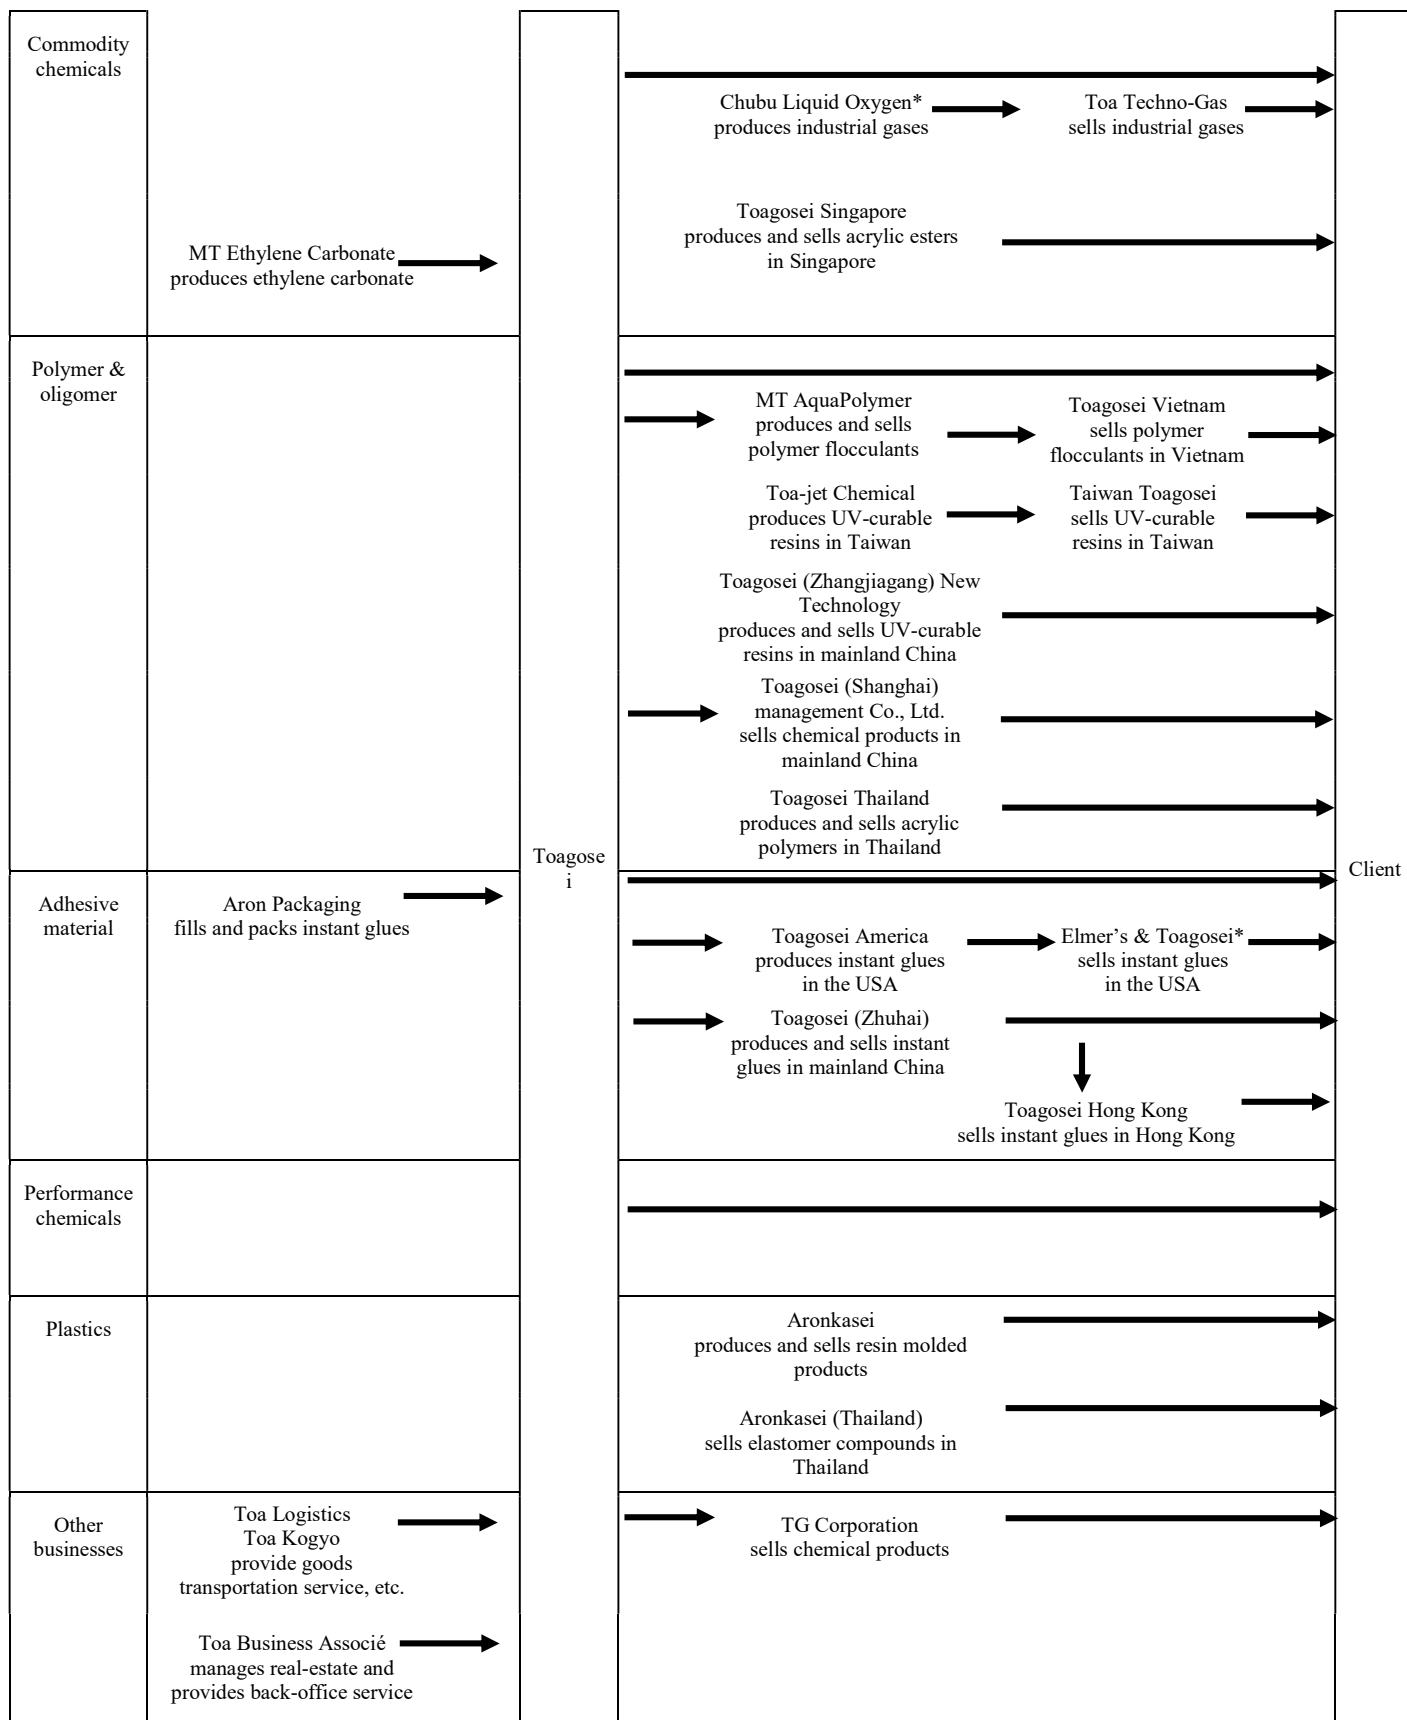 Commodity
chemicals
Chubu Liquid Oxygen*
produces industrial gases
Toa Techno-Gas
sells industrial gases
MT Ethylene Carbonate
produces ethylene carbonate
Toagosei Singapore
produces and sells acrylic esters
in Singapore
Polymer &
oligomer
MT AquaPolymer
produces and sells
polymer flocculants
Toagosei Vietnam
sells polymer
flocculants in Vietnam
Toa-jet Chemical
produces UV-curable
resins in Taiwan
Taiwan Toagosei
sells UV-curable
resins in Taiwan
Toagosei (Zhangjiagang) New
Technology
produces and sells UV-curable
resins in mainland China
Toagosei (Shanghai)
management Co., Ltd.
sells chemical products in
mainland China
Toagosei Thailand
produces and sells acrylic
polymers in Thailand
Toagose
i
Client
Adhesive
material
Aron Packaging
fills and packs instant glues
Toagosei America
produces instant glues
in the USA
Elmer’s & Toagosei*
sells instant glues
in the USA
Toagosei (Zhuhai)
produces and sells instant
glues in mainland China
Toagosei Hong Kong
sells instant glues in Hong Kong
Performance
chemicals
Plastics
Aronkasei
produces and sells resin molded
products
Aronkasei (Thailand)
sells elastomer compounds in
Thailand
Other
businesses
Toa Logistics
Toa Kogyo
provide goods
transportation service, etc.
TG Corporation
sells chemical products
Toa Business Associé
manages real-estate and
provides back-office service